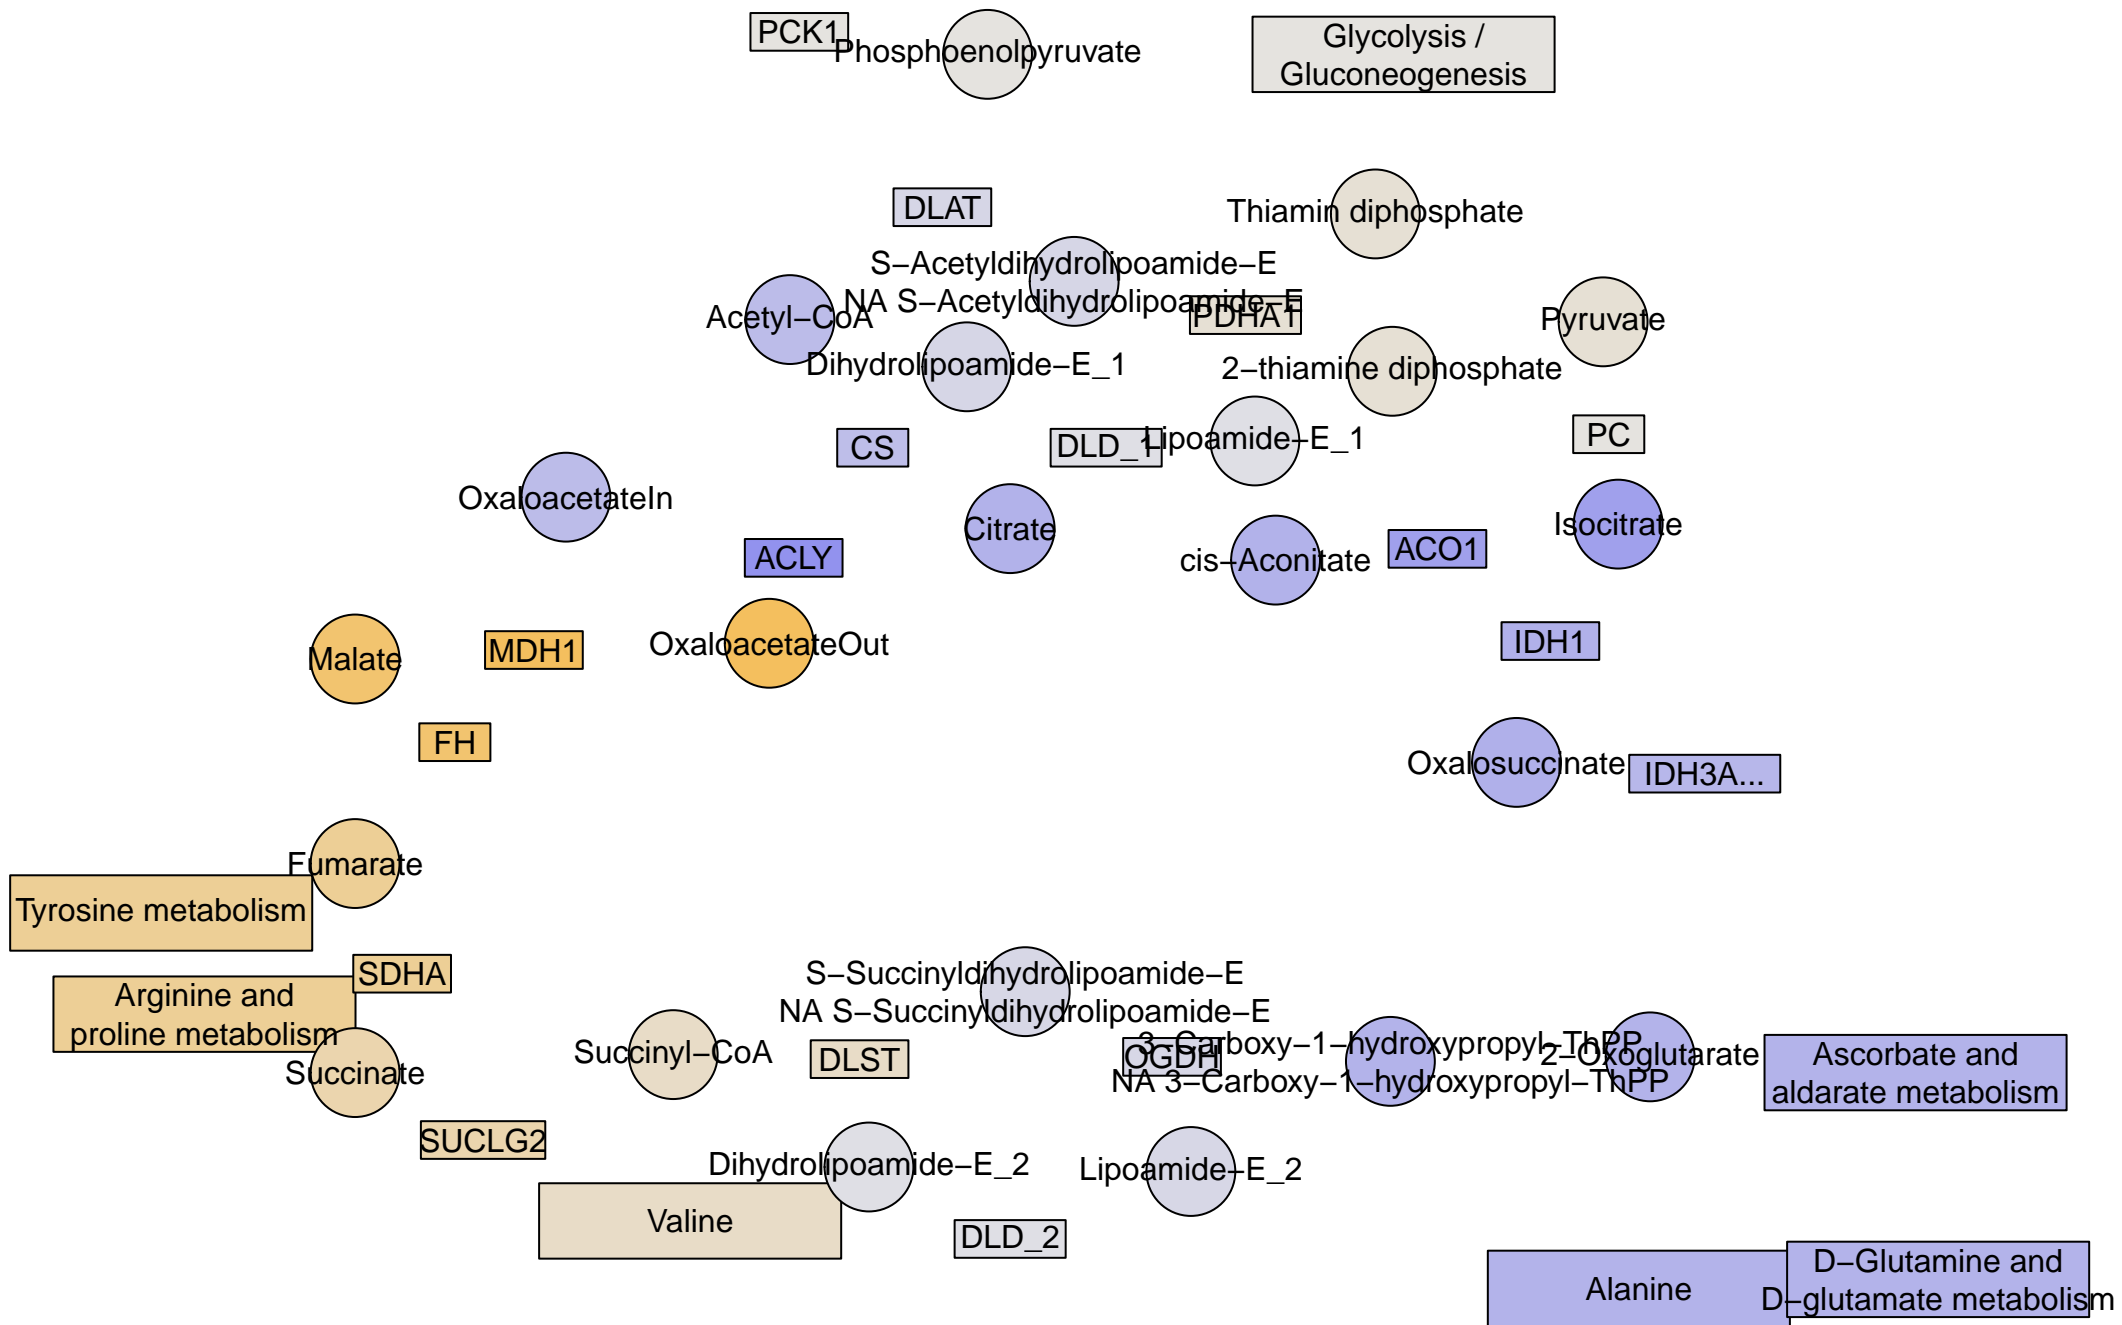 PCK1
Phosphoenolpyruvate
Glycolysis /
Gluconeogenesis
DLAT
Thiamin diphosphate
S−Acetyldihydrolipoamide−E
NA S−Acetyldihydrolipoamide−E
Acetyl−CoA
PDHA1
Pyruvate
Dihydrolipoamide−E_1
2−thiamine diphosphate
CS
DLD_1
Lipoamide−E_1
PC
OxaloacetateIn
Citrate
Isocitrate
ACLY
cis−Aconitate
ACO1
Malate
MDH1
OxaloacetateOut
IDH1
FH
Oxalosuccinate
IDH3A...
Fumarate
Tyrosine metabolism
SDHA
Arginine and
proline metabolism
S−Succinyldihydrolipoamide−E
NA S−Succinyldihydrolipoamide−E
Succinate
Succinyl−CoA
DLST
OGDH
3−Carboxy−1−hydroxypropyl−ThPP
NA 3−Carboxy−1−hydroxypropyl−ThPP
2−Oxoglutarate
Ascorbate and
aldarate metabolism
SUCLG2
Dihydrolipoamide−E_2
Lipoamide−E_2
Valine
DLD_2
Alanine
D−Glutamine and
D−glutamate metabolism